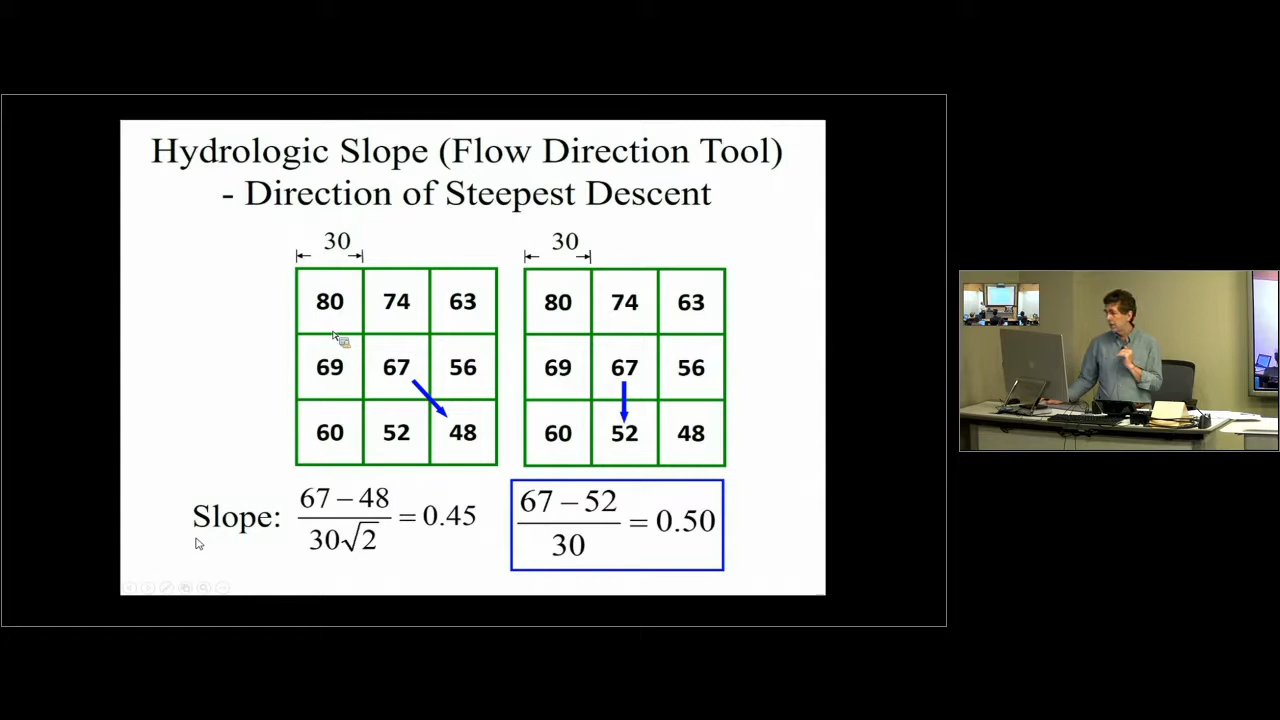 Hydrologic Slope (Flow Direction Tool)
- Direction of Steepest Descent
30
30
80 74 63
69 67 56
60 52 48
80 74 63
69 67 56
60 52 48
Slope: (67 − 48) / (30√2) = 0.45
(67 − 52) / 30 = 0.50